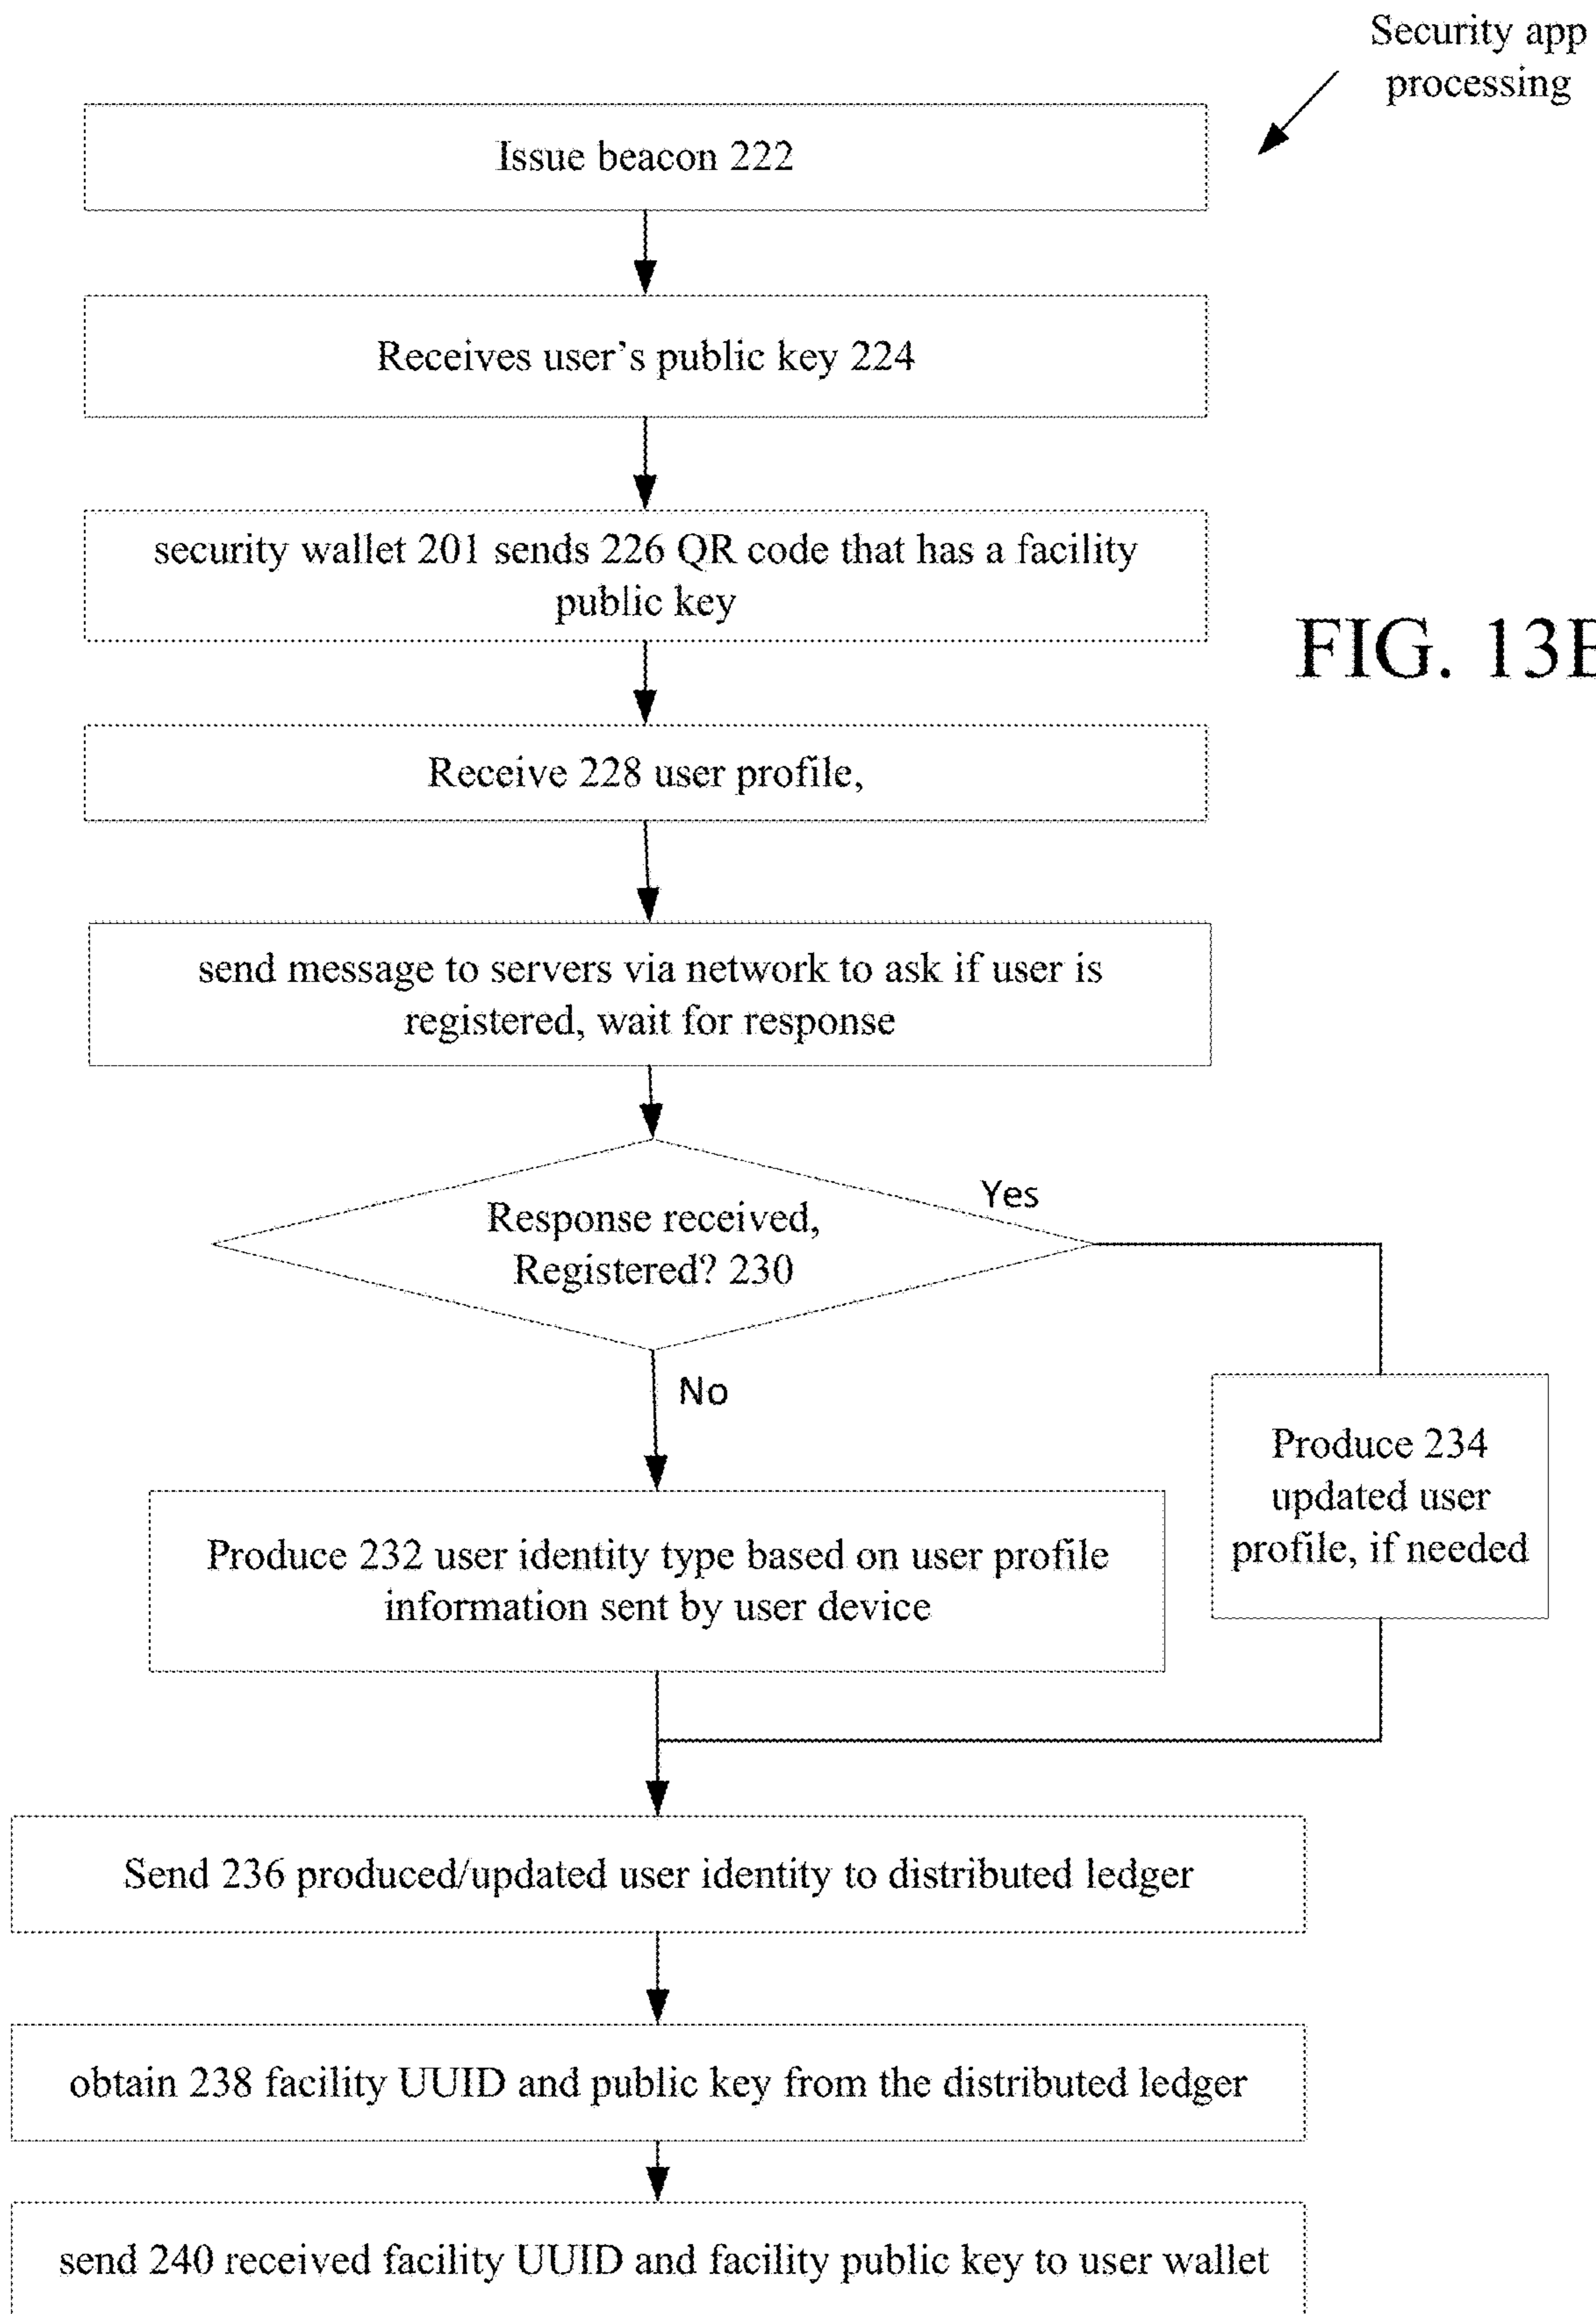 Security app
processing
Issue beacon 222
Receives user's public key 224
security wallet 201 sends 226 QR code that has a facility
public key
FIG. 13B
Receive 228 user profile,
send message to servers via network to ask if user is
registered, wait for response
Response received,
Registered? 230
Yes
No
Produce 234
updated user
profile, if needed
Produce 232 user identity type based on user profile
information sent by user device
Send 236 produced/updated user identity to distributed ledger
obtain 238 facility UUID and public key from the distributed ledger
send 240 received facility UUID and facility public key to user wallet